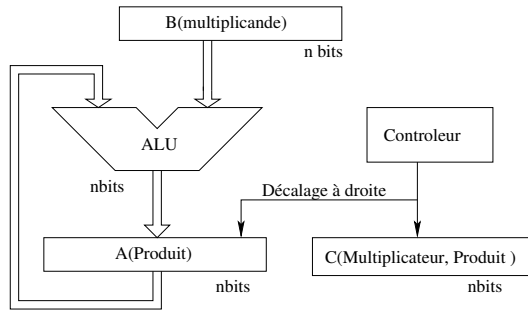 B(multiplicande)
n bits
ALU
Controleur
nbits
Décalage à droite
A(Produit)
C(Multiplicateur, Produit )
nbits
nbits